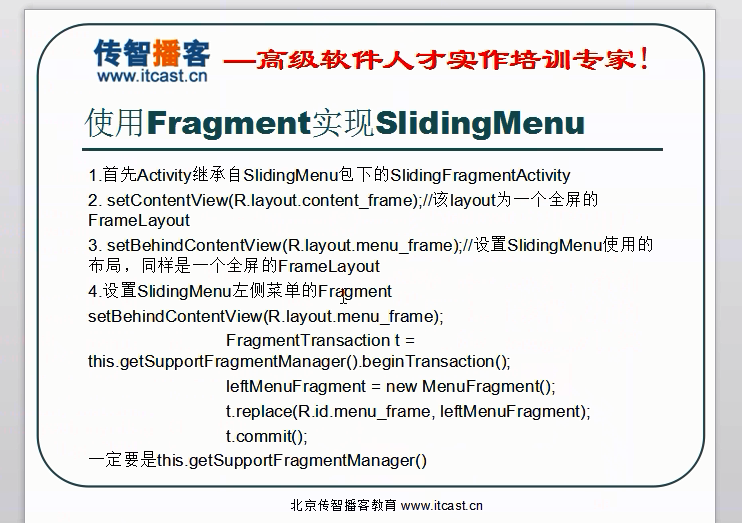 传智播客
www.itcast.cn
—高级软件人才实作培训专家!
使用Fragment实现SlidingMenu
1.首先Activity继承自SlidingMenu包下的SlidingFragmentActivity
2. setContentView(R.layout.content_frame);//该layout为一个全屏的
FrameLayout
3. setBehindContentView(R.layout.menu_frame);//设置SlidingMenu使用的
布局，同样是一个全屏的FrameLayout
4.设置SlidingMenu左侧菜单的Fragment
setBehindContentView(R.layout.menu_frame);
FragmentTransaction t =
this.getSupportFragmentManager().beginTransaction();
leftMenuFragment = new MenuFragment();
t.replace(R.id.menu_frame, leftMenuFragment);
t.commit();
一定要是this.getSupportFragmentManager()
北京传智播客教育 www.itcast.cn